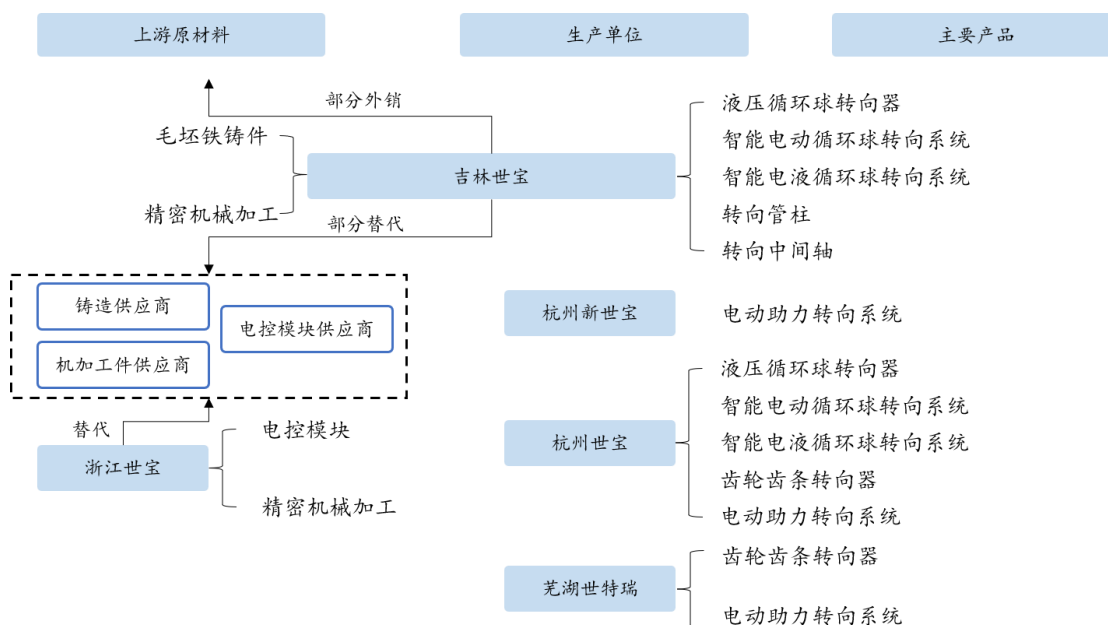 上游原材料
生产单位
主要产品
部分外销
毛坯铁铸件
精密机械加工
吉林世宝
液压循环球转向器
智能电动循环球转向系统
智能电液循环球转向系统
转向管柱
转向中间轴
部分替代
铸造供应商
电控模块供应商
机加工件供应商
杭州新世宝
电动助力转向系统
替代
浙江世宝
电控模块
精密机械加工
杭州世宝
液压循环球转向器
智能电动循环球转向系统
智能电液循环球转向系统
齿轮齿条转向器
电动助力转向系统
芜湖世特瑞
齿轮齿条转向器
电动助力转向系统